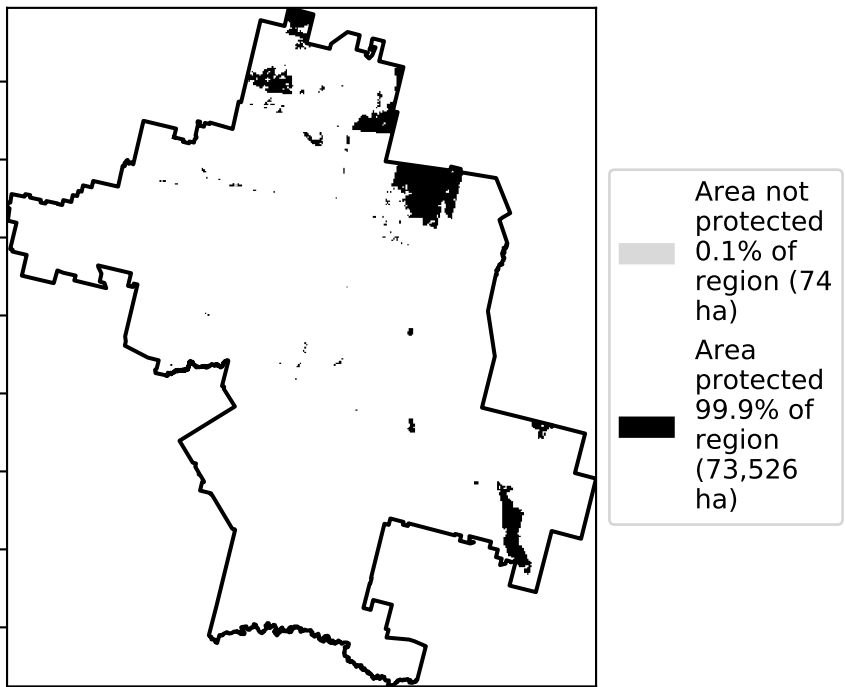 Area not
protected
0.1% of
region (74
ha)
Area
protected
99.9% of
region
(73,526
ha)